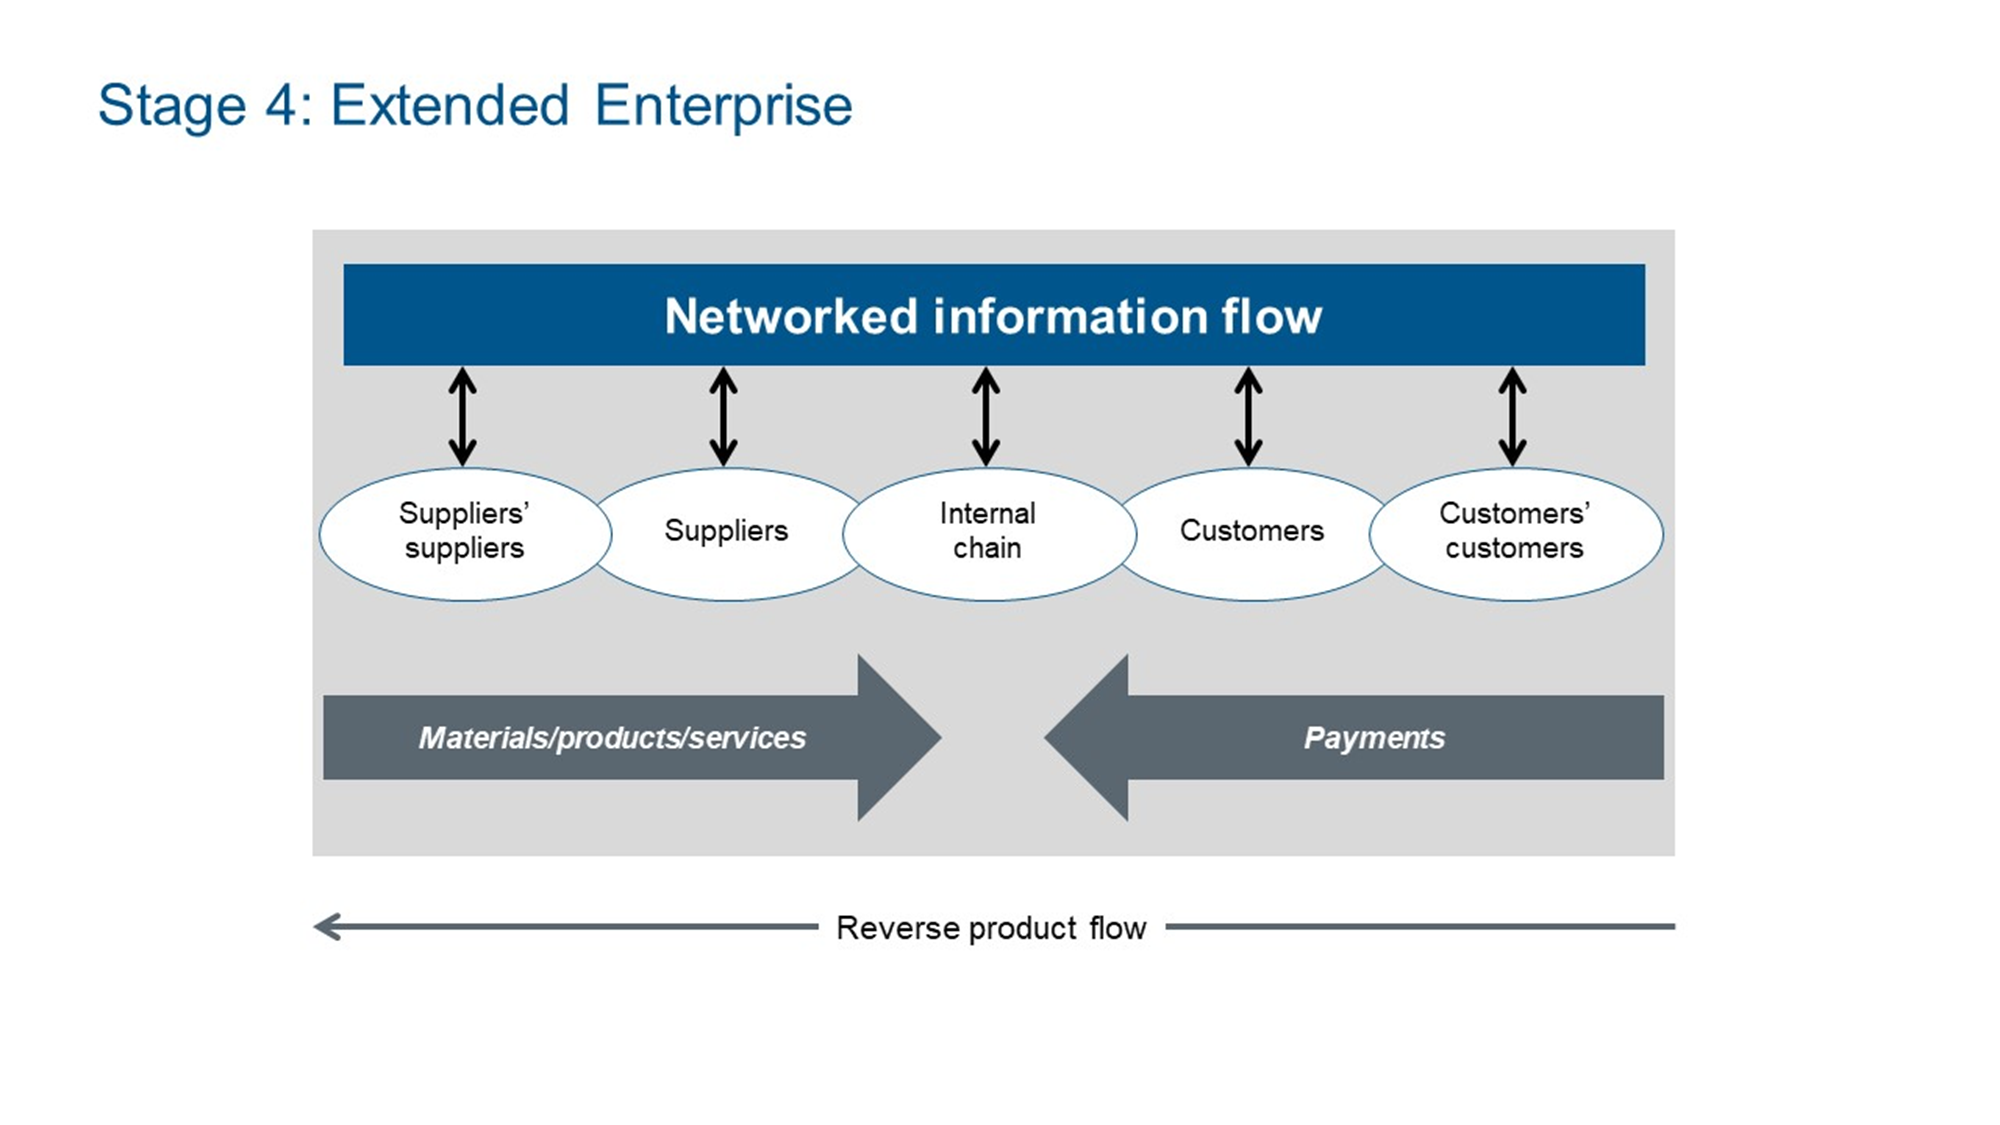 Stage 4: Extended Enterprise
Networked information flow
Suppliers’
suppliers
Suppliers
Internal
chain
Customers
Customers’
customers
Materials/products/services
Payments
Reverse product flow